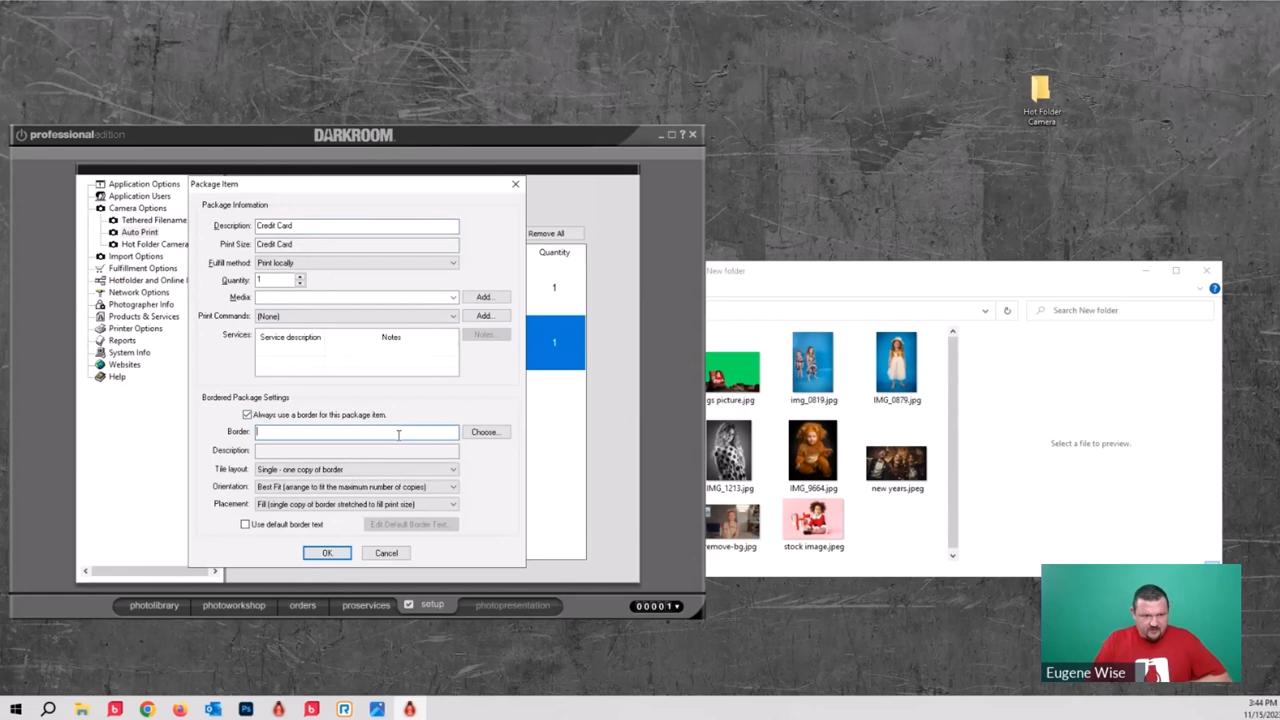 Hot Folder
Camera
professionaledition
DARKROOM
Application Options
Application Users
Camera Options
Tethered Filename
Auto Print
Hot Folder Camera
Import Options
Fulfillment Options
Hotfolder and Online
Network Options
Photographer Info
Products & Services
Printer Options
Reports
System Info
Websites
Help
Package Item
Package Information
Description: Credit Card
Print Size: Credit Card
Fulfill method: Print locally
Quantity: 1
Media: Add...
Print Commands: (None) Add...
Services: Service description Notes Notes...
Bordered Package Settings
Always use a border for this package item.
Border: Choose...
Description:
Tile layout: Single - one copy of border
Orientation: Best Fit (arrange to fit the maximum number of copies)
Placement: Fill (single copy of border stretched to fill print size)
Use default border text Edit Default Border Text...
OK Cancel
Remove All
Quantity
1
1
New folder
Search New folder
gs picture.jpg img_0819.jpg IMG_0879.jpg
IMG_1213.jpg IMG_9664.jpg new years.jpeg
remove-bg.jpg stock image.jpeg
Select a file to preview.
photolibrary photoworkshop orders proservices setup photopresentation 00001
Eugene Wise
3:44 PM